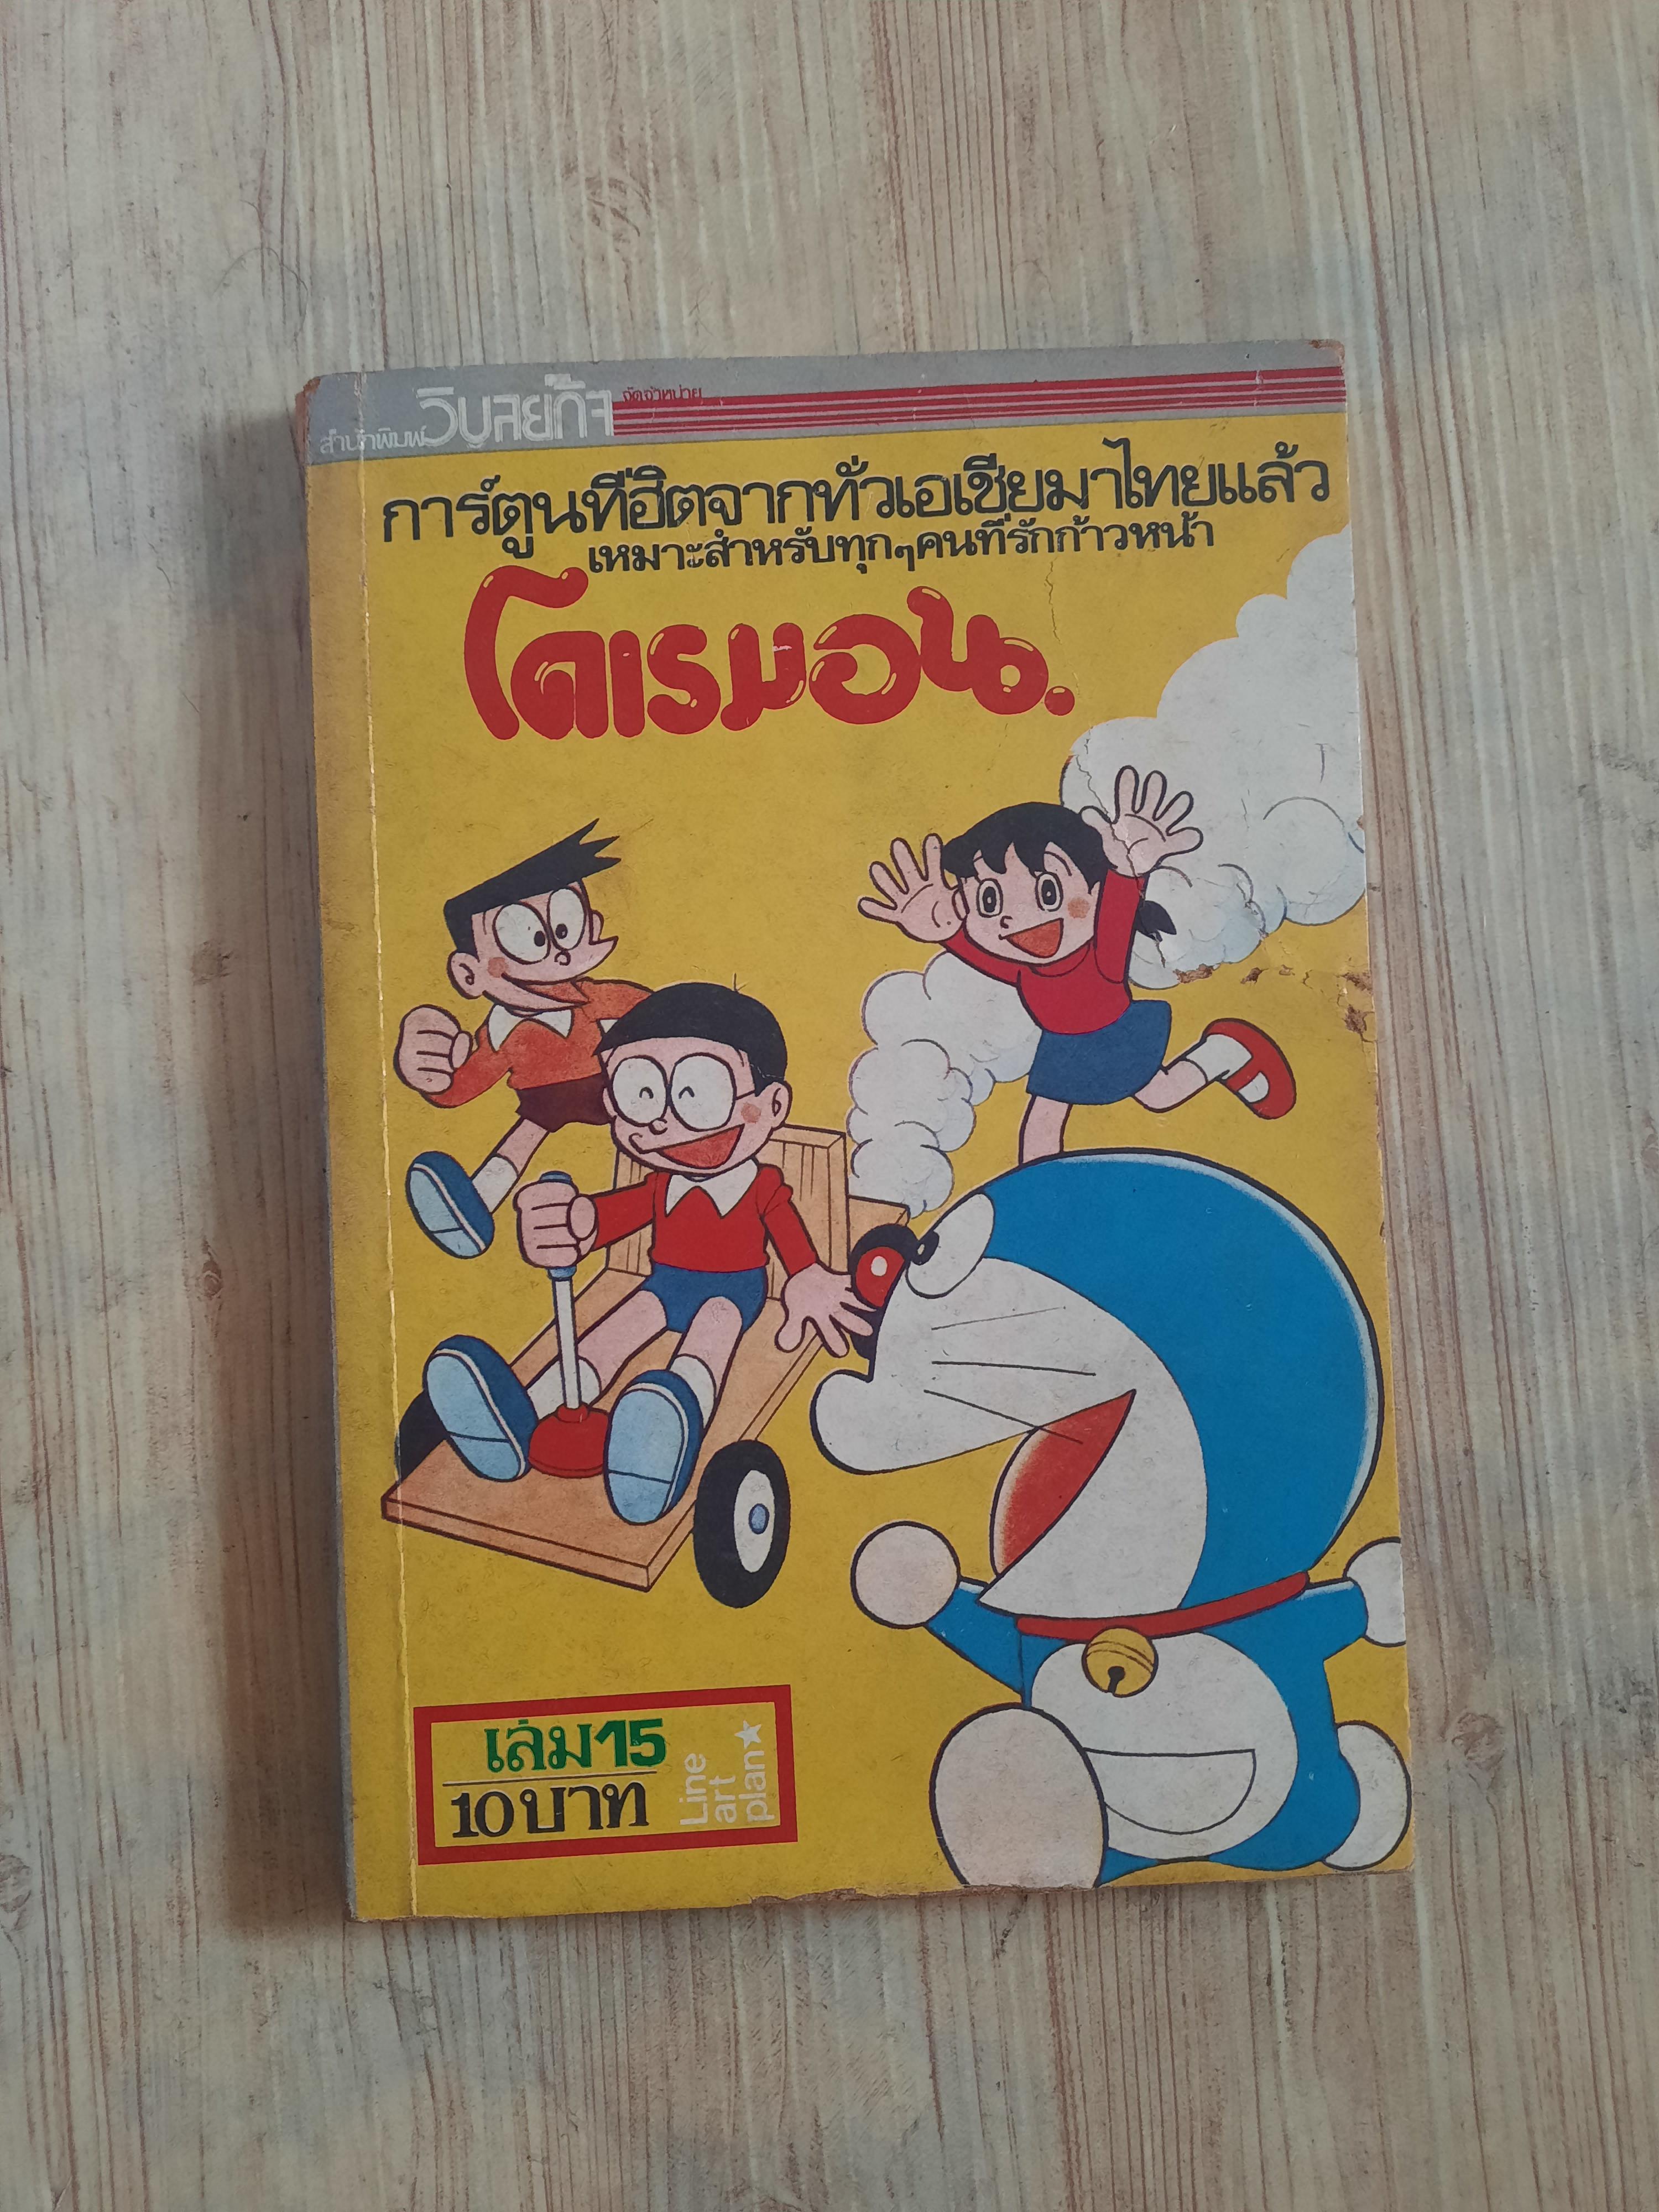 สำนักพิมพ์วิบูลย์กิจ จัดจำหน่าย
การ์ตูนที่ฮิตจากทั่วเอเชียมาไทยแล้ว
เหมาะสำหรับทุกๆคนที่รักก้าวหน้า
โดเรมอน.
เล่ม15
10บาท
Line
art
plan★